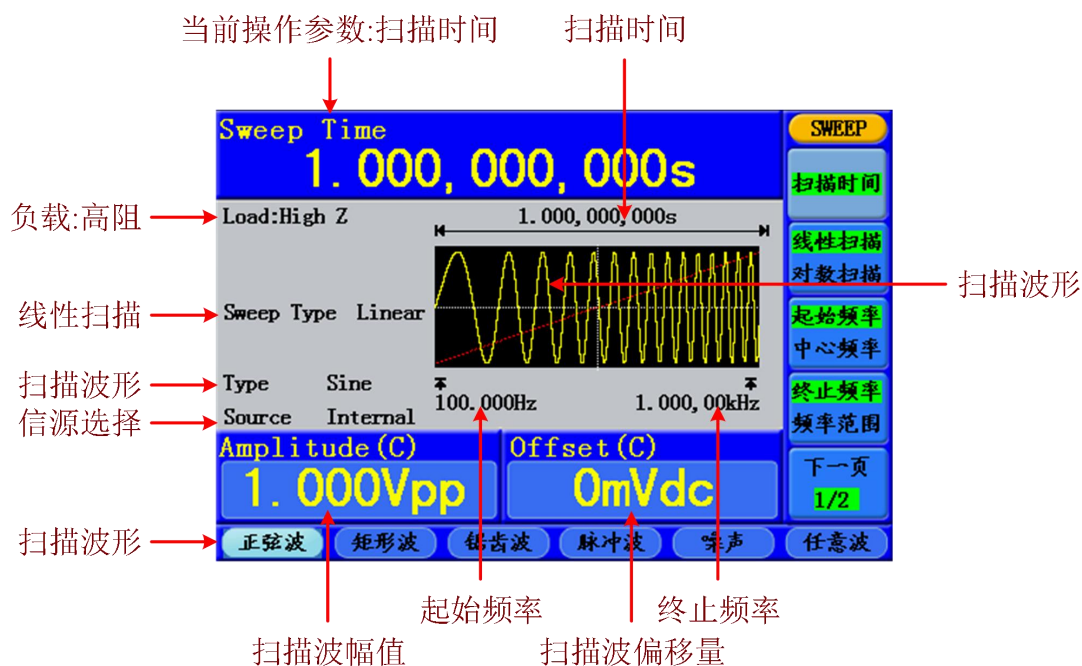 当前操作参数:扫描时间
扫描时间
Sweep Time
1.000,000,000s
SWEEP
扫描时间
负载:高阻
Load:High Z
1.000,000,000s
线性扫描
对数扫描
扫描波形
线性扫描
Sweep Type Linear
起始频率
中心频率
扫描波形
Type Sine
100.000Hz
1.000,00kHz
终止频率
频率范围
信源选择
Source Internal
Amplitude(C)
1.000Vpp
Offset(C)
0mVdc
下一页
1/2
扫描波形
正弦波
矩形波
锯齿波
脉冲波
噪声
任意波
起始频率
终止频率
扫描波幅值
扫描波偏移量